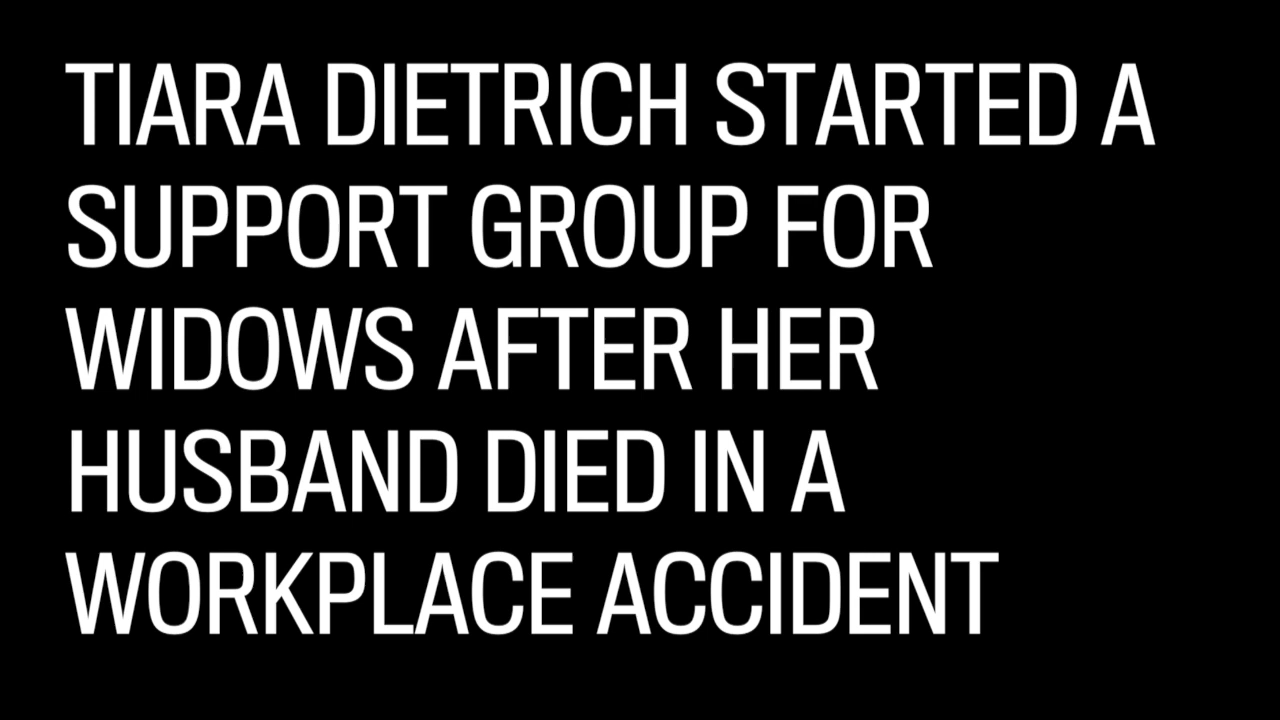 TIARA DIETRICH STARTED A
SUPPORT GROUP FOR
WIDOWS AFTER HER
HUSBAND DIED IN A
WORKPLACE ACCIDENT